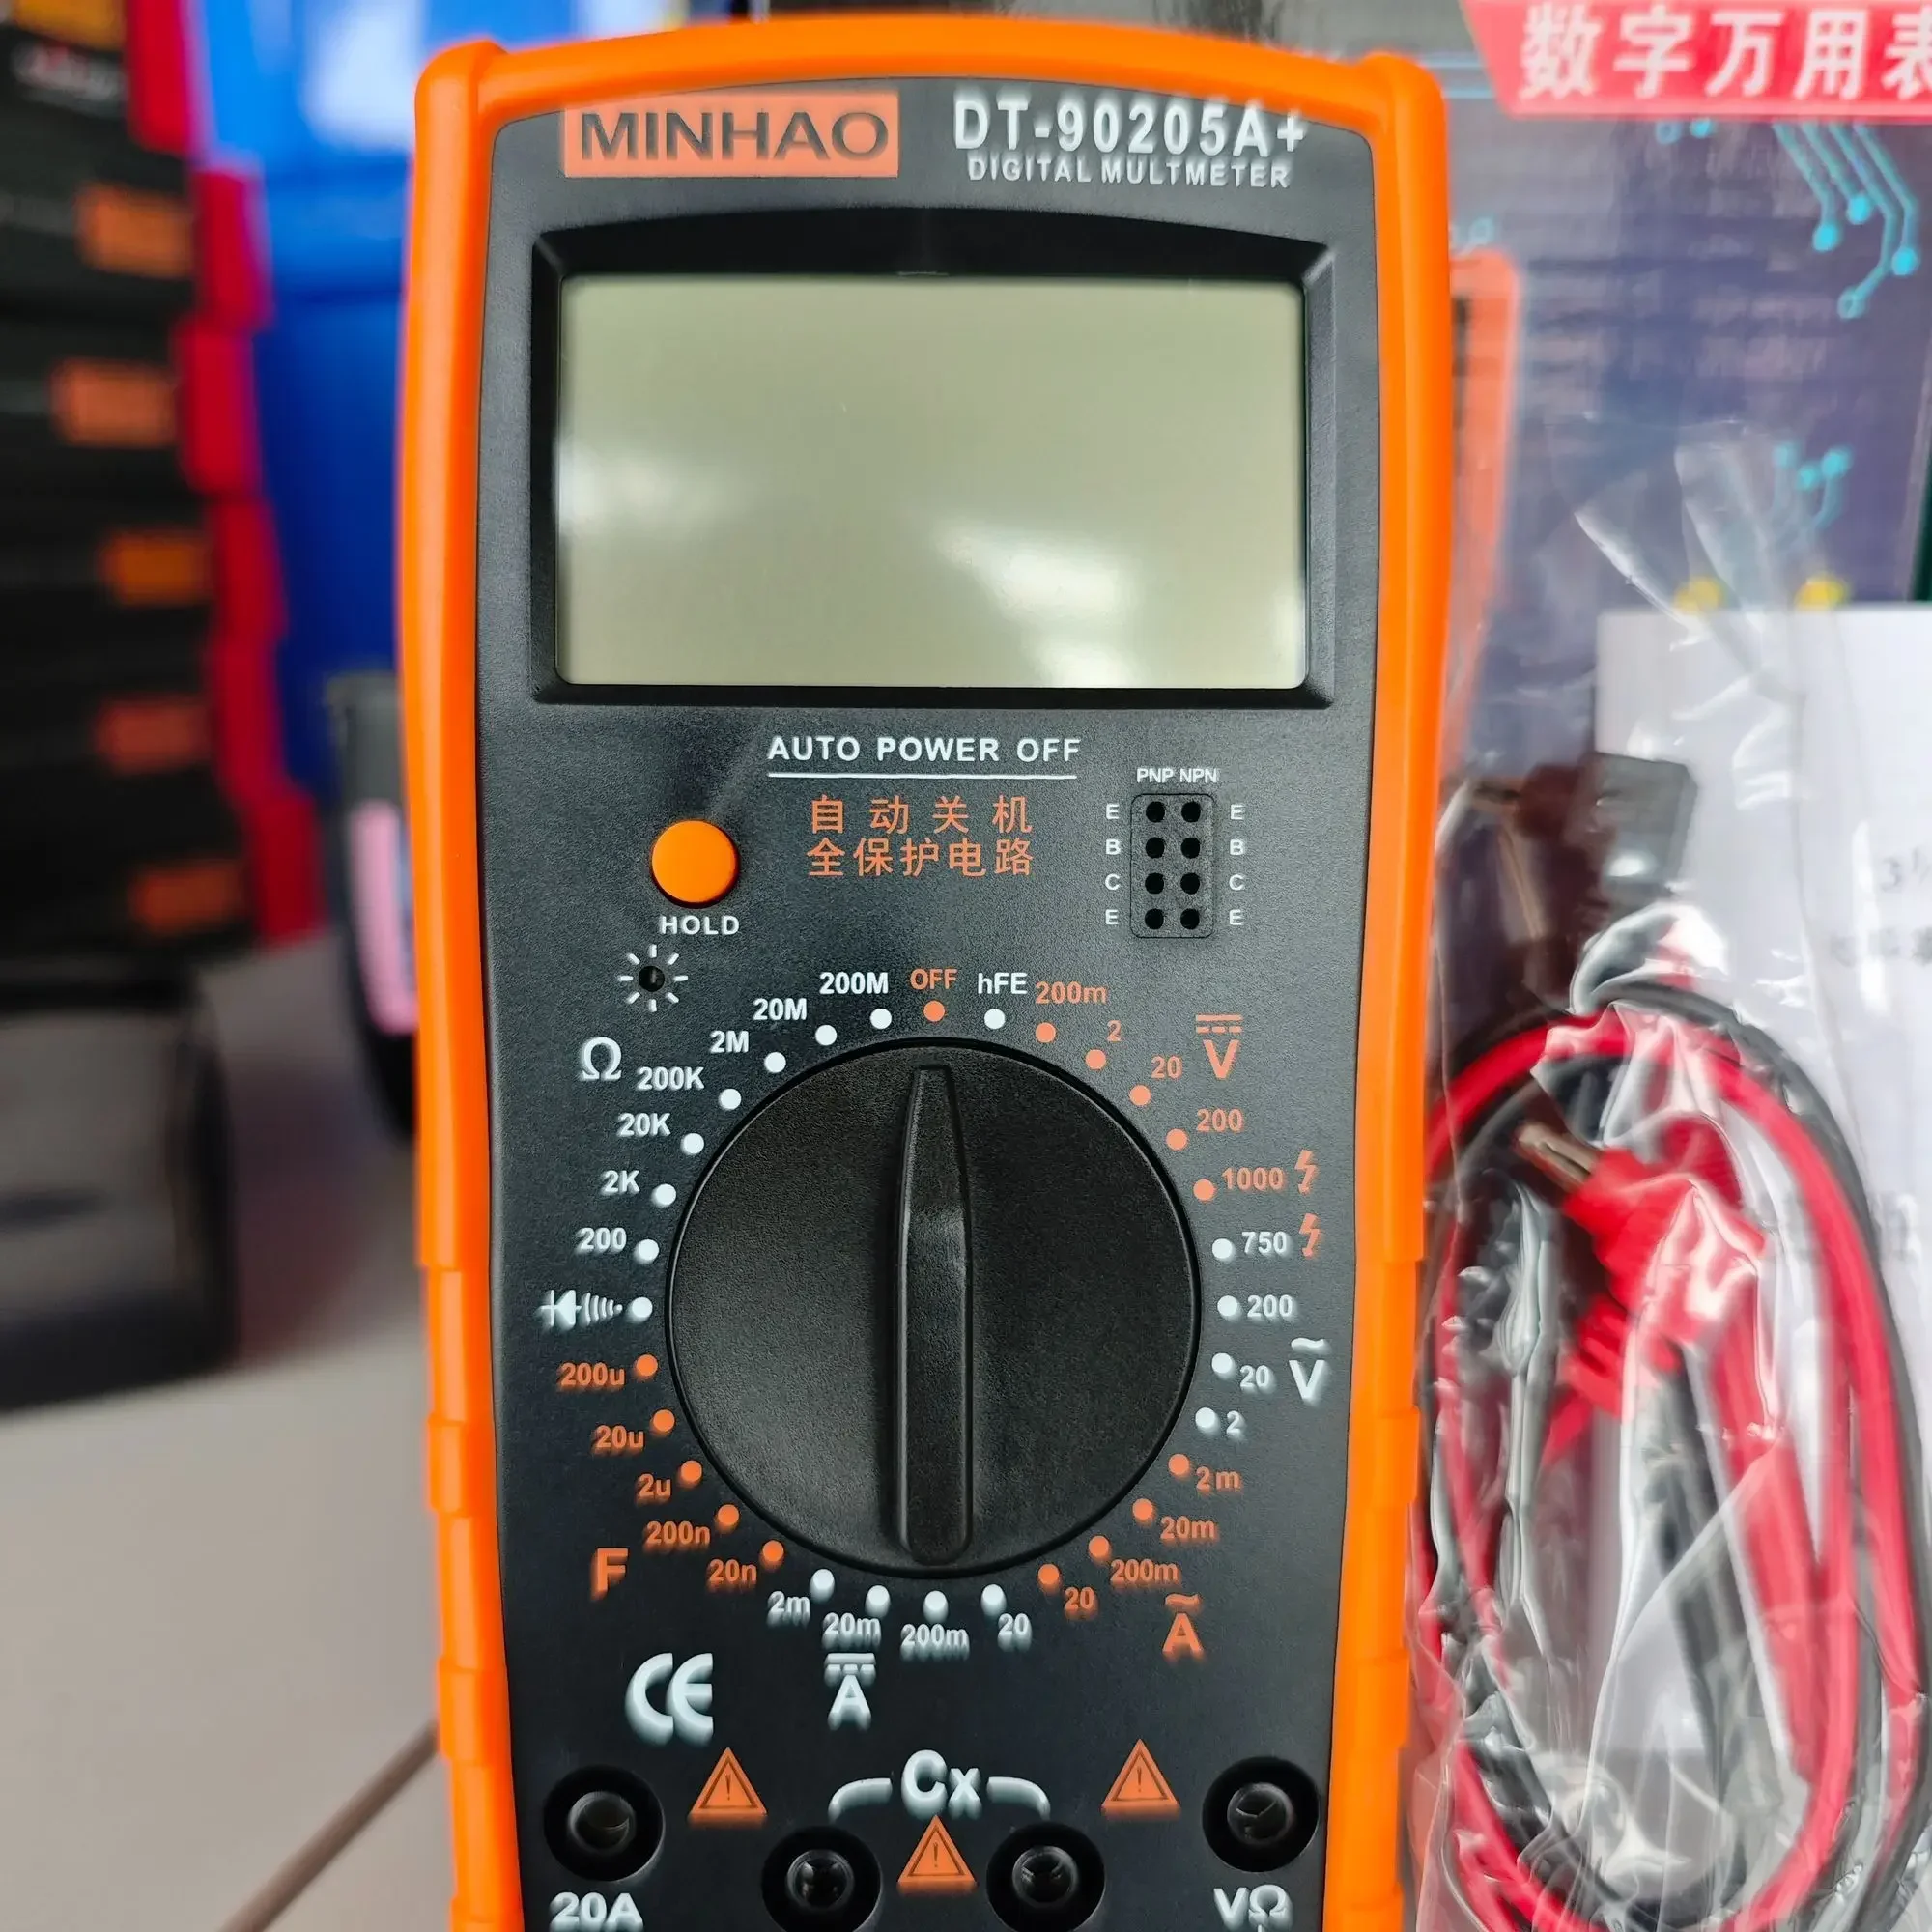 数字万用表
MINHAO
DT-90205A+
DIGITAL MULTMETER
AUTO POWER OFF
自动关机
全保护电路
HOLD
PNP NPN
E E
B B
C C
E E
OFF
hFE
200m
2
20
V
200
1000
750
200
20
V
2
2m
20m
200m
20
A
20
200m
20m
2m
A
20n
200n
F
2u
20u
200u
200
2K
20K
200K
Ω
2M
20M
200M
CE
Cx
20A
VΩ